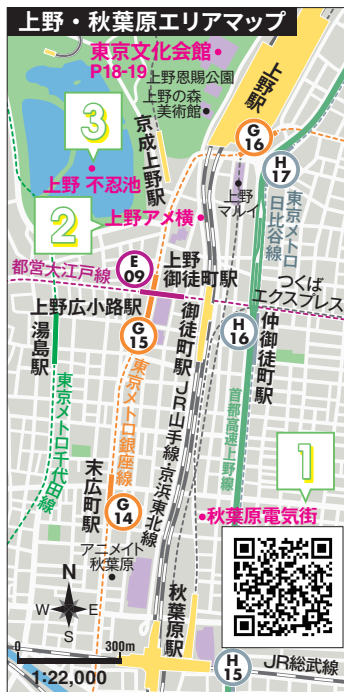 上野・秋葉原エリアマップ
東京文化会館
P18-19
上野恩賜公園
上野の森
美術館
上野駅
京成上野駅
G
16
3
上野 不忍池
H
17
上野
マルイ
東京メトロ
日比谷線
2
上野アメ横
E
09
上野
御徒町駅
都営大江戸線
つくば
エクスプレス
上野広小路駅
G
15
御徒町駅
H
16
仲御徒町駅
湯島駅
東京メトロ千代田線
東京メトロ銀座線
JR山手線・京浜東北線
首都高速上野線
1
末広町駅
G
14
秋葉原電気街
アニメイト
秋葉原
秋葉原駅
N
W
E
S
0
300m
1:22,000
H
15
JR総武線